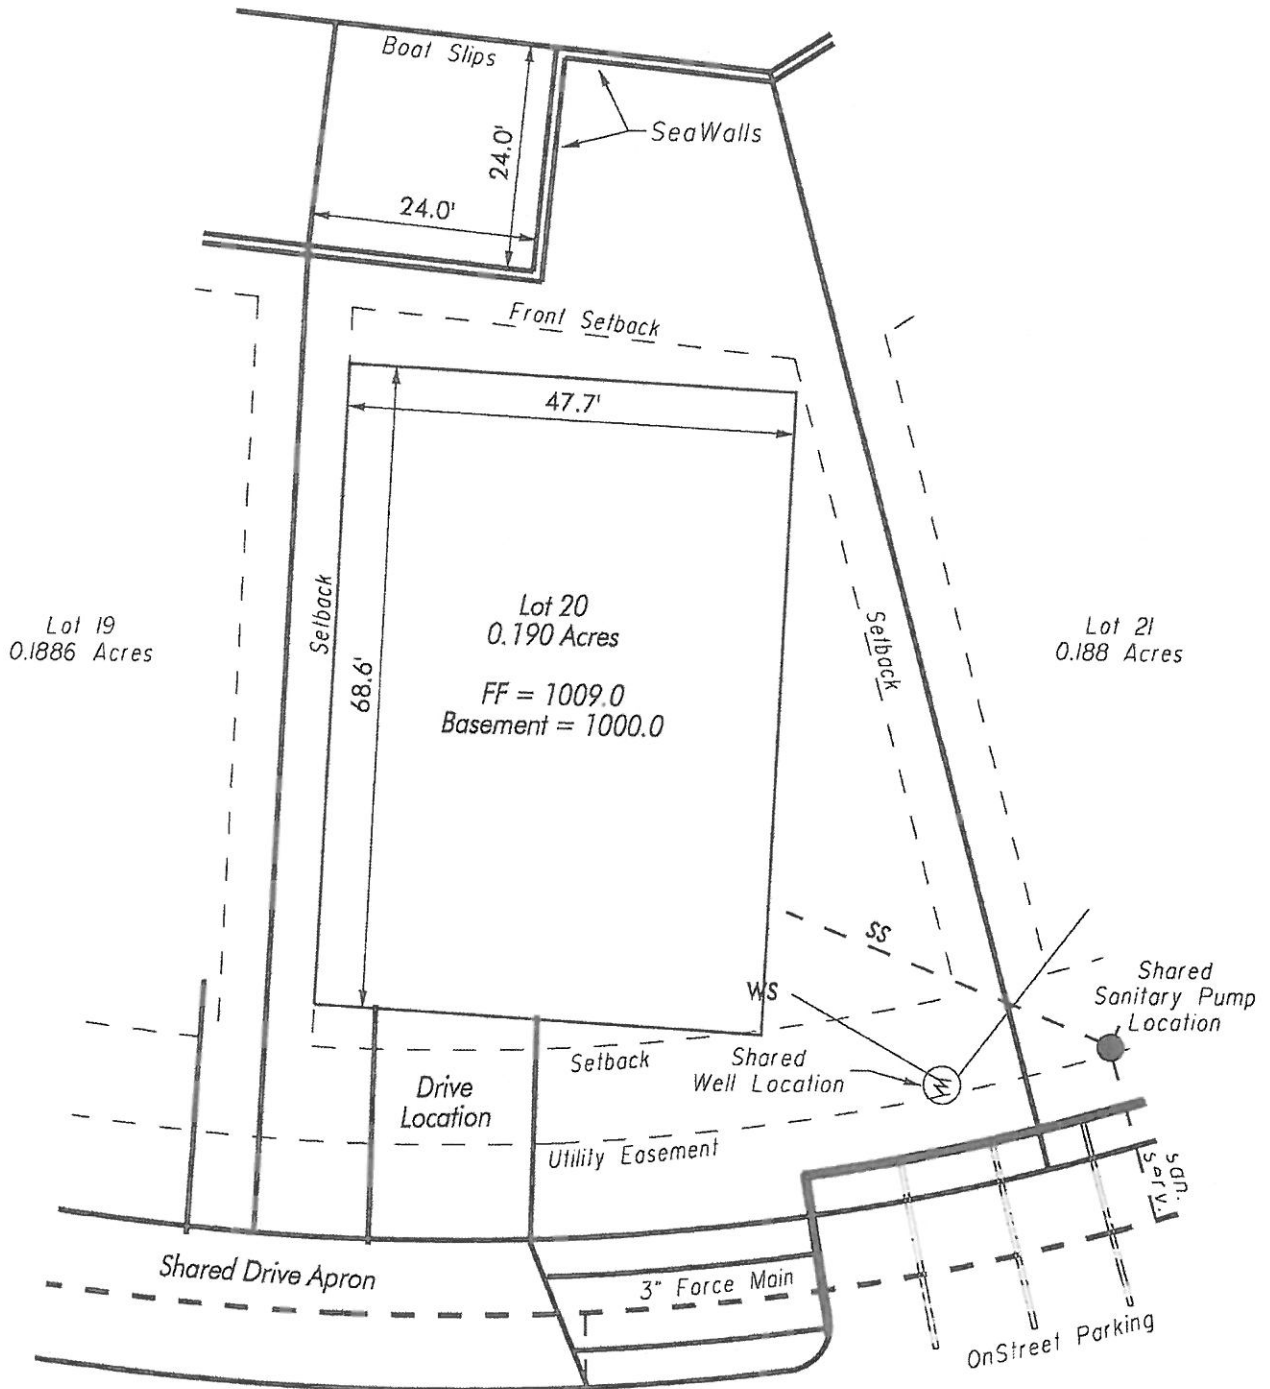 Boat Slips
SeaWalls
24.0'
24.0'
Front Setback
47.7'
Setback
68.6'
Lot 20
0.190 Acres
FF = 1009.0
Basement = 1000.0
Setback
Lot 19
0.1886 Acres
Lot 21
0.188 Acres
SS
WS
Shared
Sanitary Pump
Location
Setback
Shared
Well Location
W
Drive
Location
Utility Easement
san.
serv.
Shared Drive Apron
3" Force Main
OnStreet Parking